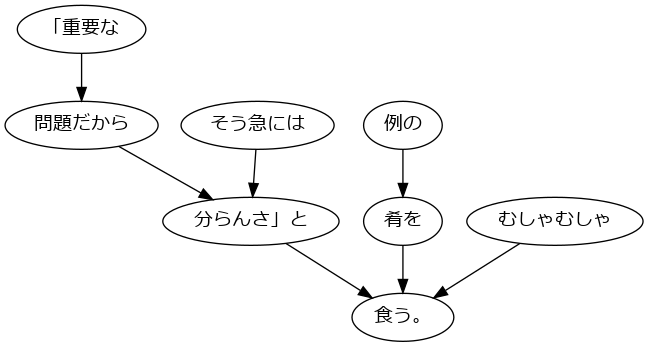 「重要な
問題だから
そう急には
例の
分らんさ」と
肴を
むしゃむしゃ
食う。